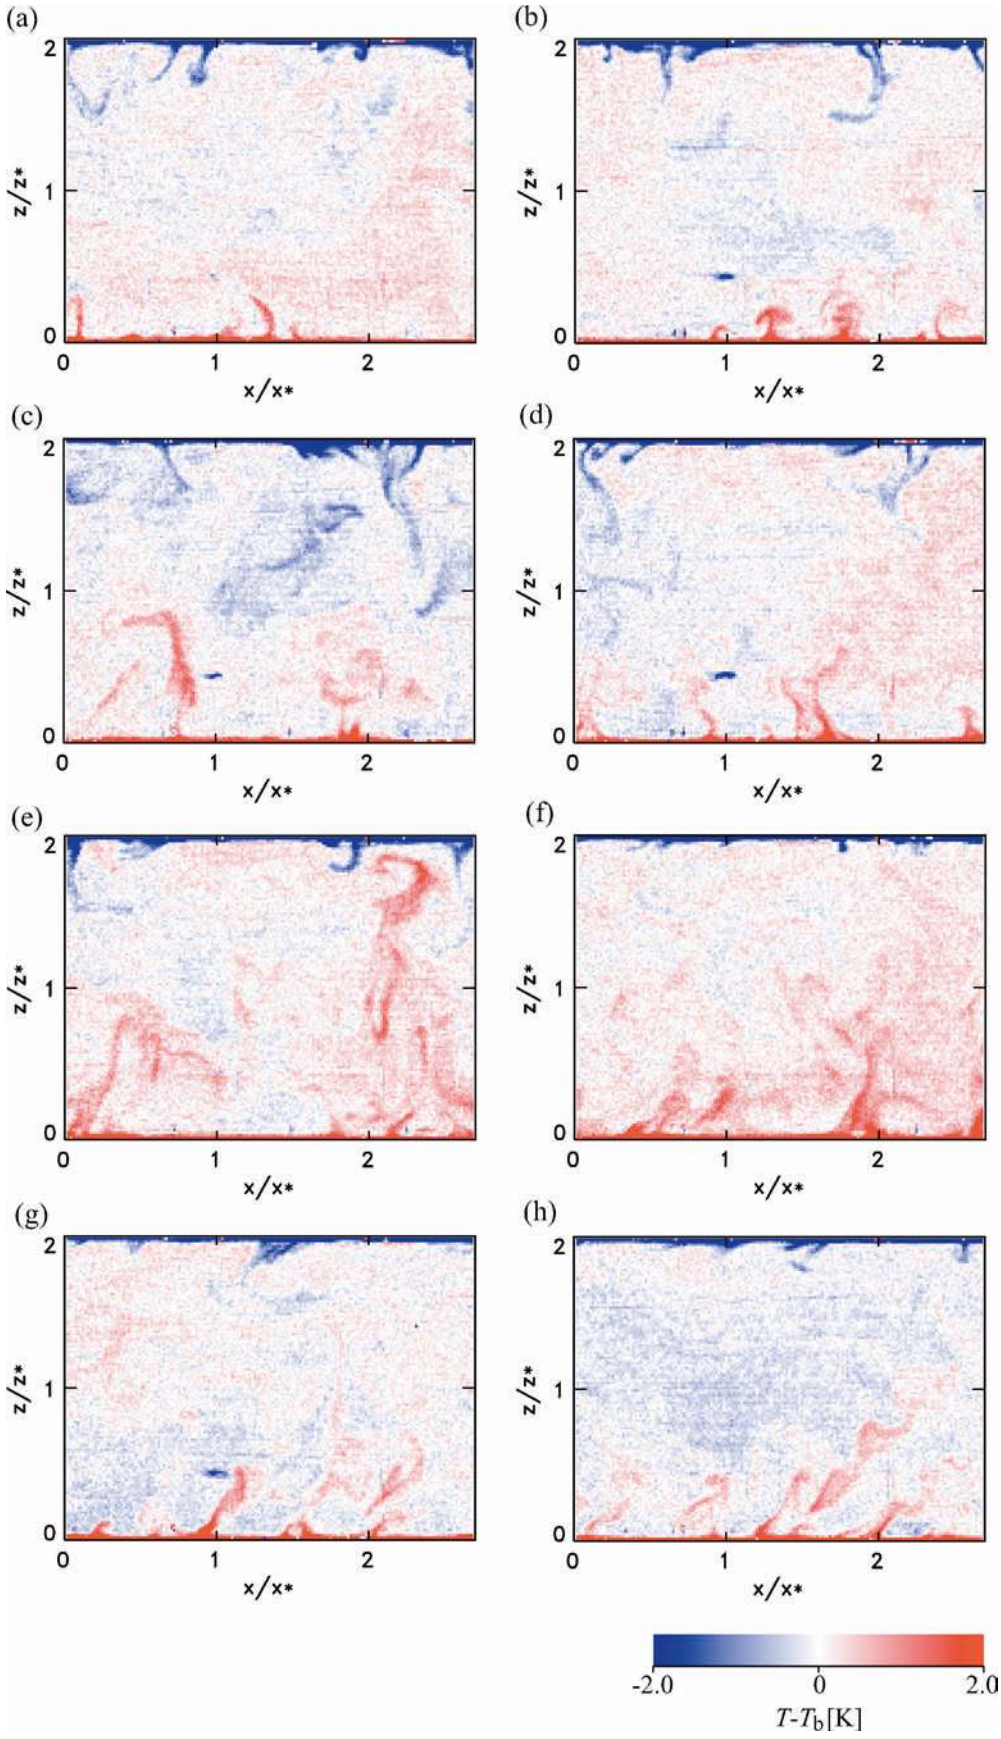 (a) (b)
2 2
z/z* 1 z/z* 1
0 0
0 1 2 0 1 2
x/x* x/x*
(c) (d)
2 2
z/z* 1 z/z* 1
0 0
0 1 2 0 1 2
x/x* x/x*
(e) (f)
2 2
z/z* 1 z/z* 1
0 0
0 1 2 0 1 2
x/x* x/x*
(g) (h)
2 2
z/z* 1 z/z* 1
0 0
0 1 2 0 1 2
x/x* x/x*
-2.0 0 2.0
T-Tb[K]